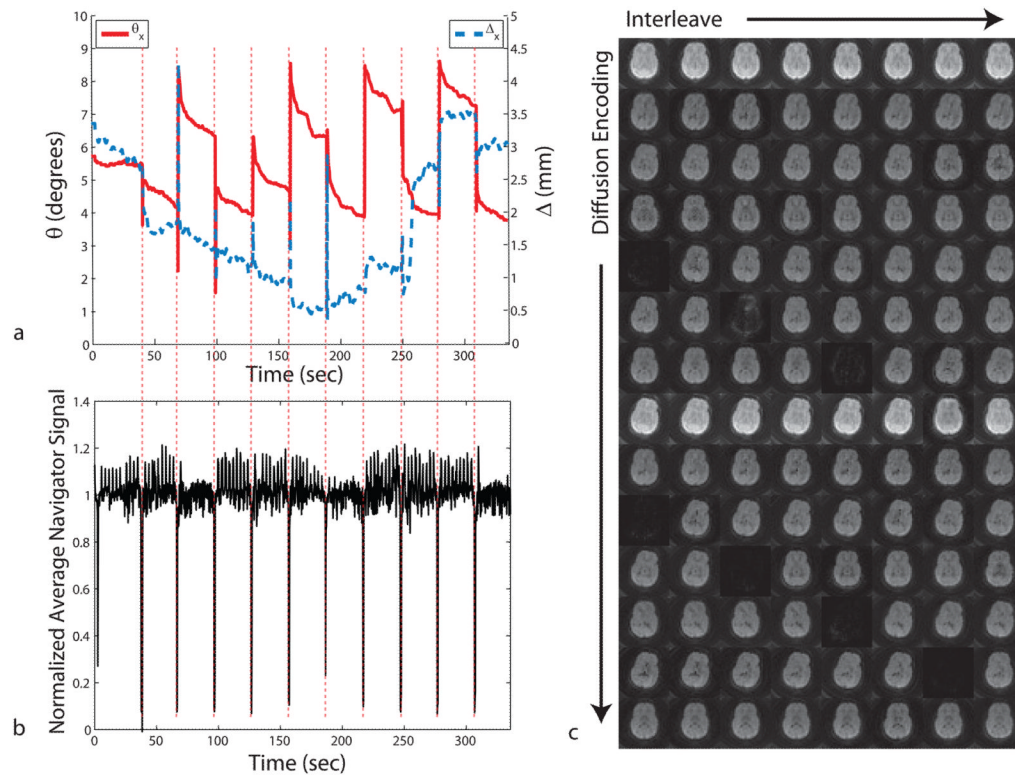 θx
Δx
θ (degrees)
10
9
8
7
6
5
4
3
2
1
0
5
4.5
4
3.5
3
2.5
2
1.5
1
0.5
0
Δ (mm)
0 50 100 150 200 250 300
Time (sec)
a
Normalized Average Navigator Signal
1.4
1.2
1
0.8
0.6
0.4
0.2
0
0 50 100 150 200 250 300
Time (sec)
b
Interleave
Diffusion Encoding
c